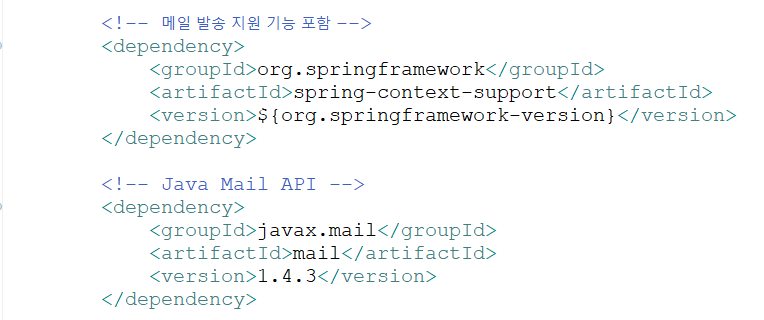 <!-- 메일 발송 지원 기능 포함 -->
<dependency>
<groupId>org.springframework</groupId>
<artifactId>spring-context-support</artifactId>
<version>${org.springframework-version}</version>
</dependency>
<!-- Java Mail API -->
<dependency>
<groupId>javax.mail</groupId>
<artifactId>mail</artifactId>
<version>1.4.3</version>
</dependency>